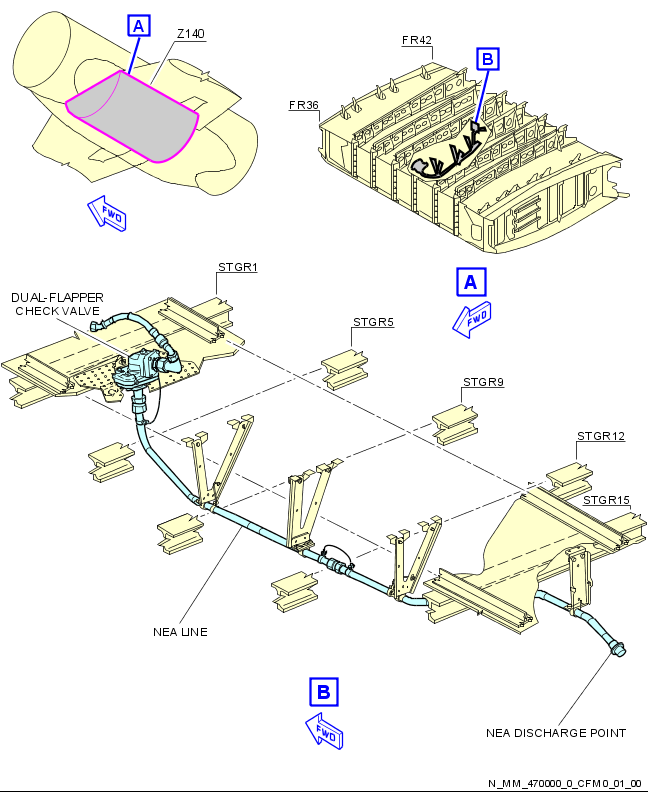 A
Z140
FR42
B
FR36
FWD
A
FWD
STGR1
DUAL-FLAPPER
CHECK VALVE
STGR5
STGR9
STGR12
STGR15
NEA LINE
B
FWD
NEA DISCHARGE POINT
N_MM_470000_0_CFM0_01_00